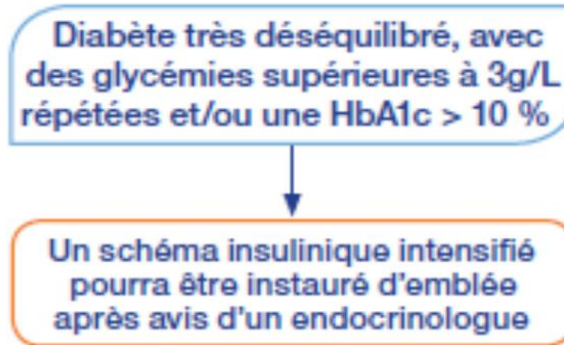 Diabète très déséquilibré, avec
des glycémies supérieures à 3g/L
répétées et/ou une HbA1c > 10 %
Un schéma insulinique intensifié
pourra être instauré d'emblée
après avis d'un endocrinologue